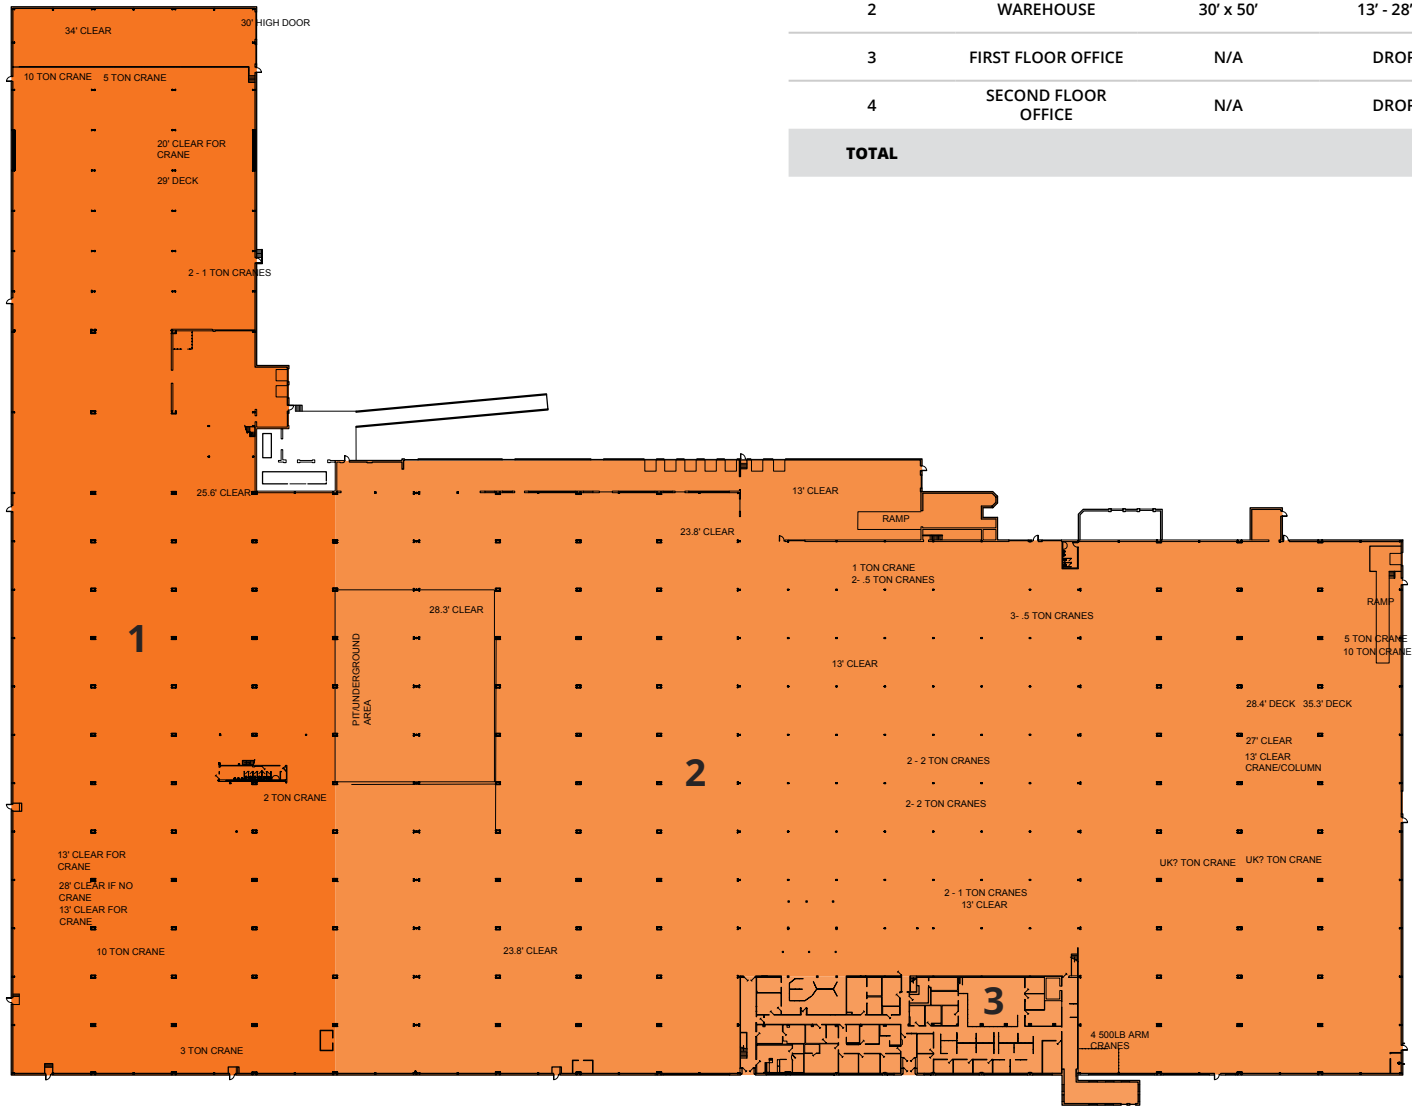 2 WAREHOUSE 30’ x 50’ 13’ - 28’
3 FIRST FLOOR OFFICE N/A DROP
4 SECOND FLOOR
OFFICE N/A DROP
TOTAL
34' CLEAR
30' HIGH DOOR
10 TON CRANE 5 TON CRANE
20' CLEAR FOR
CRANE
29' DECK
2 - 1 TON CRANES
25.6' CLEAR
13' CLEAR
RAMP
23.8' CLEAR
1 TON CRANE
2- .5 TON CRANES
28.3' CLEAR
3- .5 TON CRANES
RAMP
1
5 TON CRANE
10 TON CRANE
PIT/UNDERGROUND
AREA
13' CLEAR
28.4' DECK 35.3' DECK
27' CLEAR
13' CLEAR
CRANE/COLUMN
2
2 - 2 TON CRANES
2 TON CRANE
2- 2 TON CRANES
13' CLEAR FOR
CRANE
28' CLEAR IF NO
CRANE
13' CLEAR FOR
CRANE
UK? TON CRANE UK? TON CRANE
2 - 1 TON CRANES
13' CLEAR
10 TON CRANE
23.8' CLEAR
3
4 500LB ARM
CRANES
3 TON CRANE